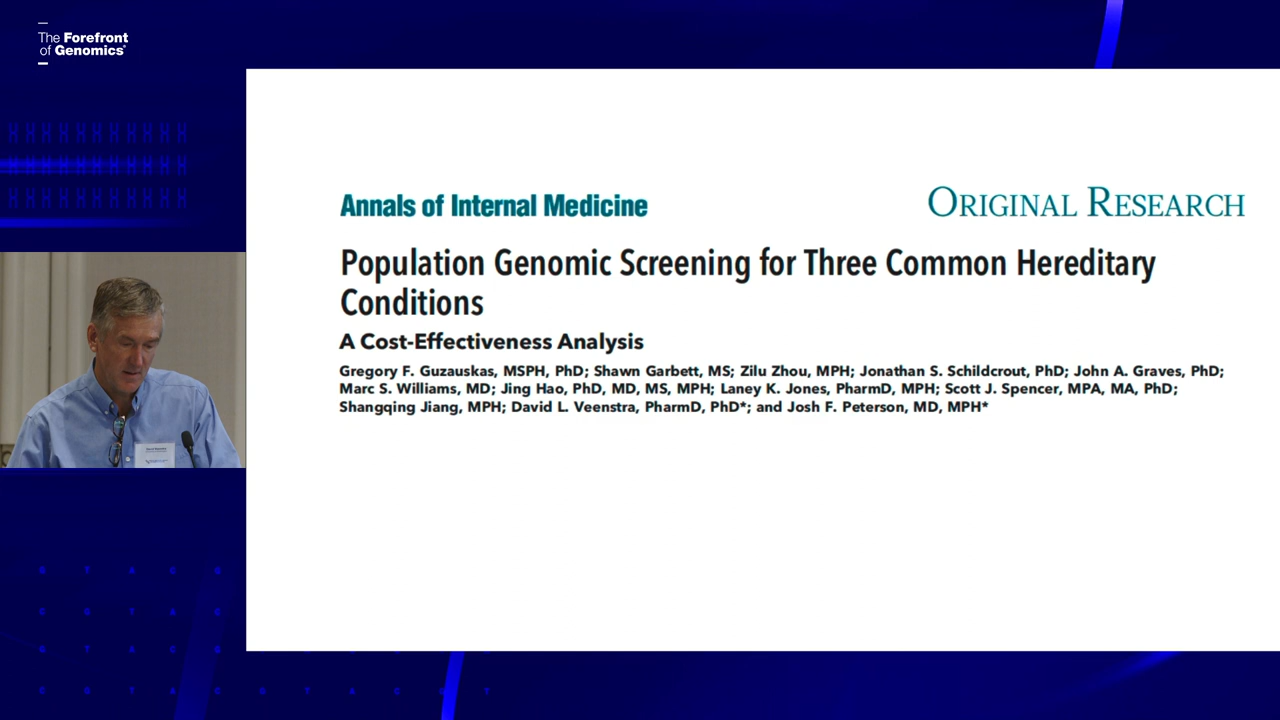 The Forefront
of Genomics®
Annals of Internal Medicine
ORIGINAL RESEARCH
Population Genomic Screening for Three Common Hereditary
Conditions
A Cost-Effectiveness Analysis
Gregory F. Guzauskas, MSPH, PhD; Shawn Garbett, MS; Zilu Zhou, MPH; Jonathan S. Schildcrout, PhD; John A. Graves, PhD;
Marc S. Williams, MD; Jing Hao, PhD, MD, MS, MPH; Laney K. Jones, PharmD, MPH; Scott J. Spencer, MPA, MA, PhD;
Shangqing Jiang, MPH; David L. Veenstra, PharmD, PhD*; and Josh F. Peterson, MD, MPH*